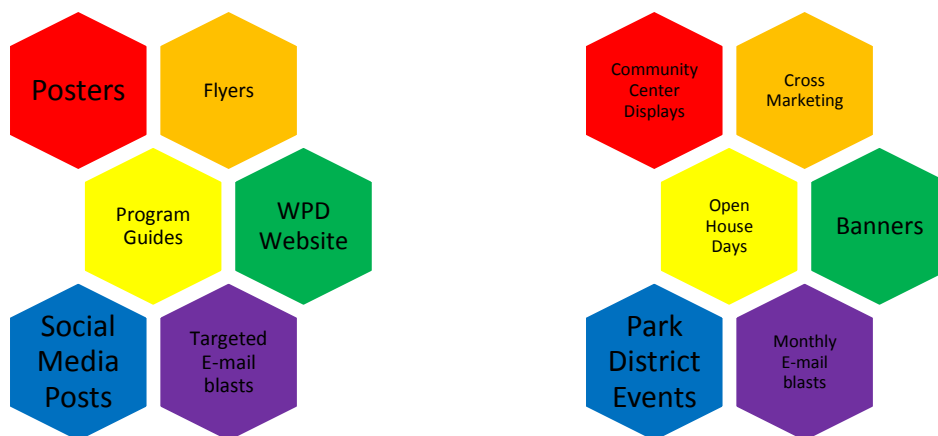 Posters
Flyers
Program
Guides
WPD
Website
Social
Media
Posts
Targeted
E-mail
blasts
Community
Center
Displays
Cross
Marketing
Open
House
Days
Banners
Park
District
Events
Monthly
E-mail
blasts